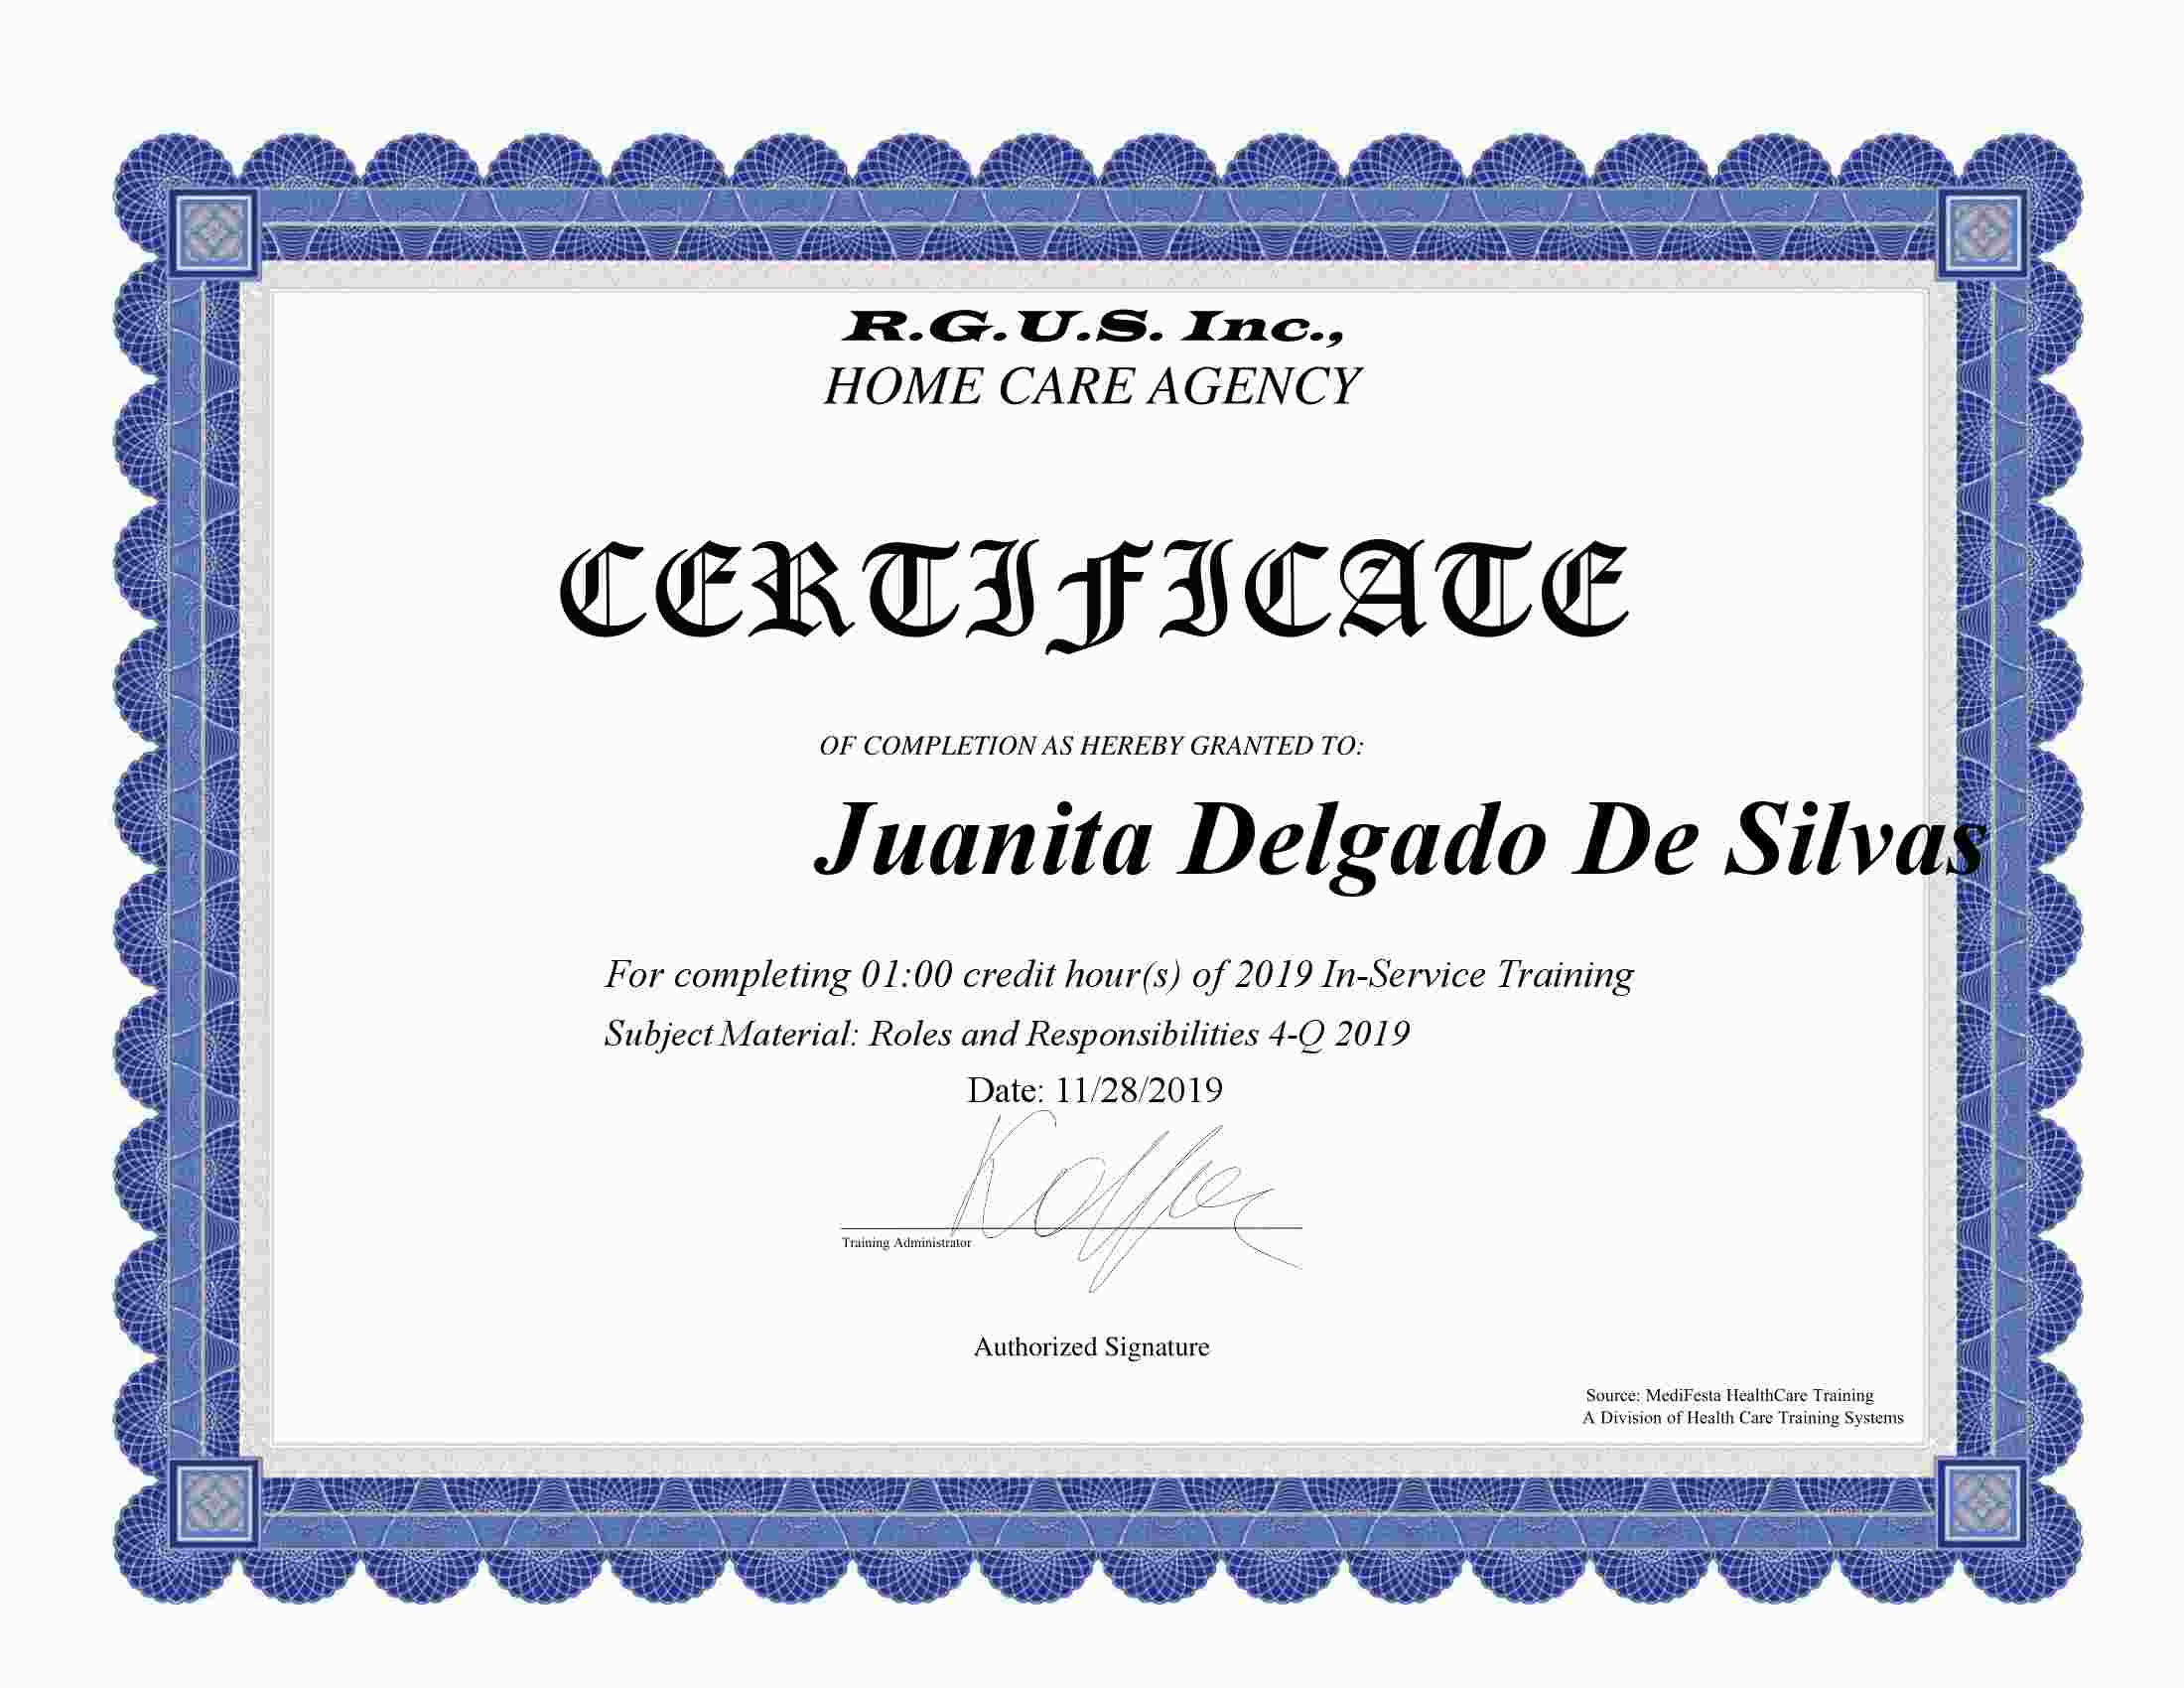 R.G.U.S. Inc.,
HOME CARE AGENCY
CERTIFICATE
OF COMPLETION AS HEREBY GRANTED TO:
Juanita Delgado De Silvas
For completing 01:00 credit hour(s) of 2019 In-Service Training
Subject Material: Roles and Responsibilities 4-Q 2019
Date: 11/28/2019
Training Administrator
Authorized Signature
Source: MediFesta HealthCare Training
A Division of Health Care Training Systems